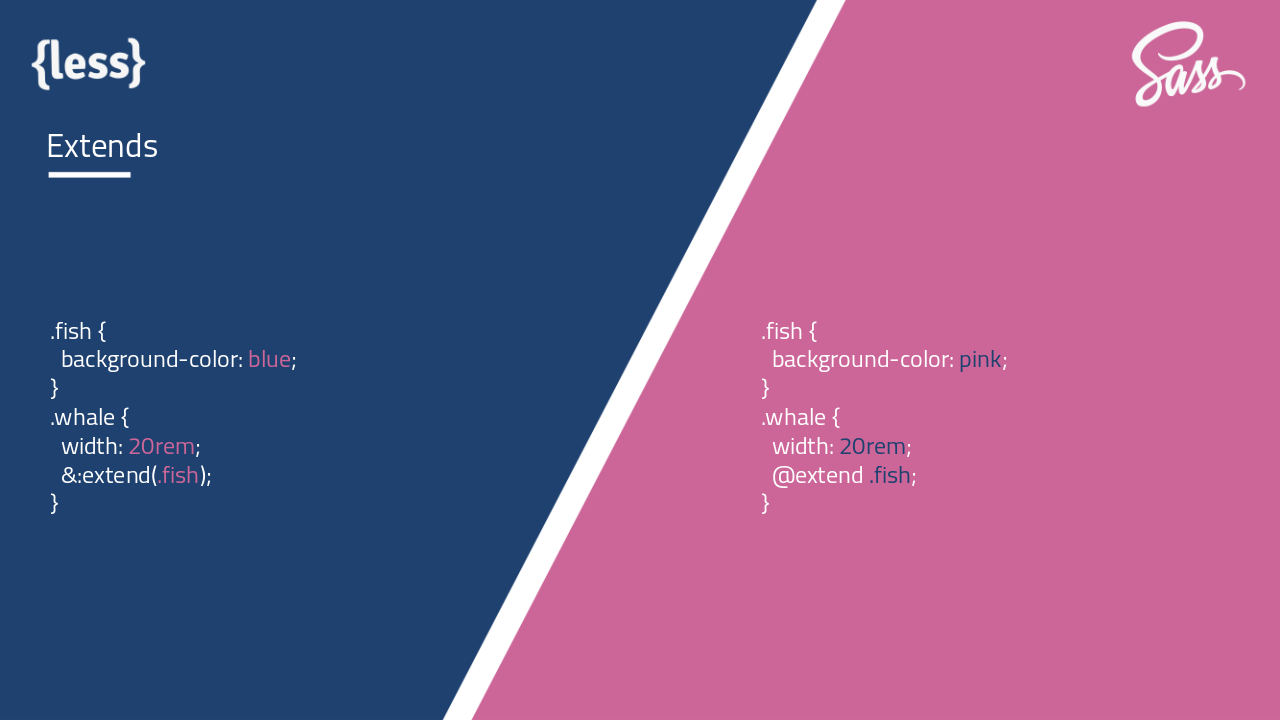 {less}
Sass
Extends
.fish {
  background-color: blue;
}
.whale {
  width: 20rem;
  &:extend(.fish);
}
.fish {
  background-color: pink;
}
.whale {
  width: 20rem;
  @extend .fish;
}